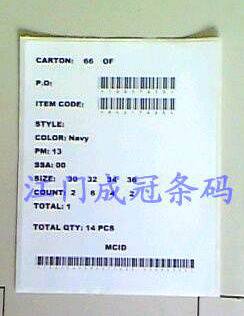 CARTON: 66 OF
P.O:
ITEM CODE:
STYLE:
COLOR: Navy
PM: 13
SSA: 00
SIZE: 30 32 34 36
COUNT: 2 6 4 2
TOTAL: 1
江门成冠条码
TOTAL QTY: 14 PCS
MCID